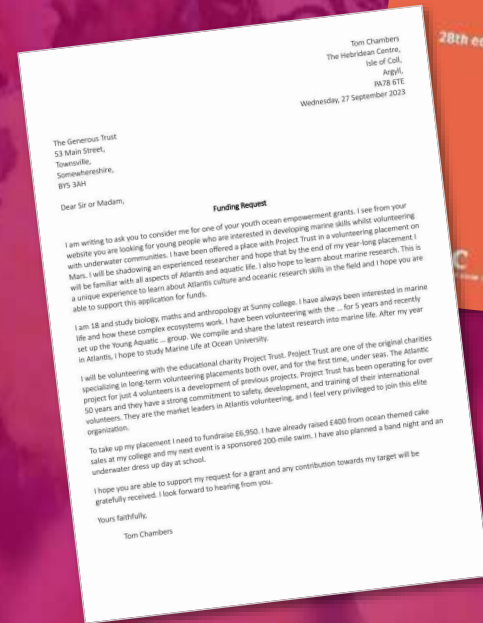 28th ed
Tom Chambers
The Hebridean Centre,
Isle of Coll,
Argyll,
PA78 6TE
Wednesday, 27 September 2023
The Generous Trust
53 Main Street,
Townsville,
Somewhereshire,
BY5 3AH
Dear Sir or Madam,
Funding Request
I am writing to ask you to consider me for one of your youth ocean empowerment grants. I see from your
website you are looking for young people who are interested in developing marine skills whilst volunteering
with underwater communities. I have been offered a place with Project Trust in a volunteering placement on
Mars. I will be shadowing an experienced researcher and hope that by the end of my year-long placement I
will be familiar with all aspects of Atlantis and aquatic life. I also hope to learn about marine research. This is
a unique experience to learn about Atlantis culture and oceanic research skills in the field and I hope you are
able to support this application for funds.
I am 18 and study biology, maths and anthropology at Sunny college. I have always been interested in marine
life and how these complex ecosystems work. I have been volunteering with the ... for 5 years and recently
set up the Young Aquatic ... group. We compile and share the latest research into marine life. After my year
in Atlantis, I hope to study Marine Life at Ocean University.
I will be volunteering with the educational charity Project Trust. Project Trust are one of the original charities
specializing in long-term volunteering placements both over, and for the first time, under seas. The Atlantic
project for just 4 volunteers is a development of previous projects. Project Trust has been operating for over
50 years and they have a strong commitment to safety, development, and training of their international
volunteers. They are the market leaders in Atlantis volunteering, and I feel very privileged to join this elite
organization.
To take up my placement I need to fundraise £6,950. I have already raised £400 from ocean themed cake
sales at my college and my next event is a sponsored 200-mile swim. I have also planned a band night and an
underwater dress up day at school.
I hope you are able to support my request for a grant and any contribution towards my target will be
gratefully received. I look forward to hearing from you.
Yours faithfully,
Tom Chambers
C